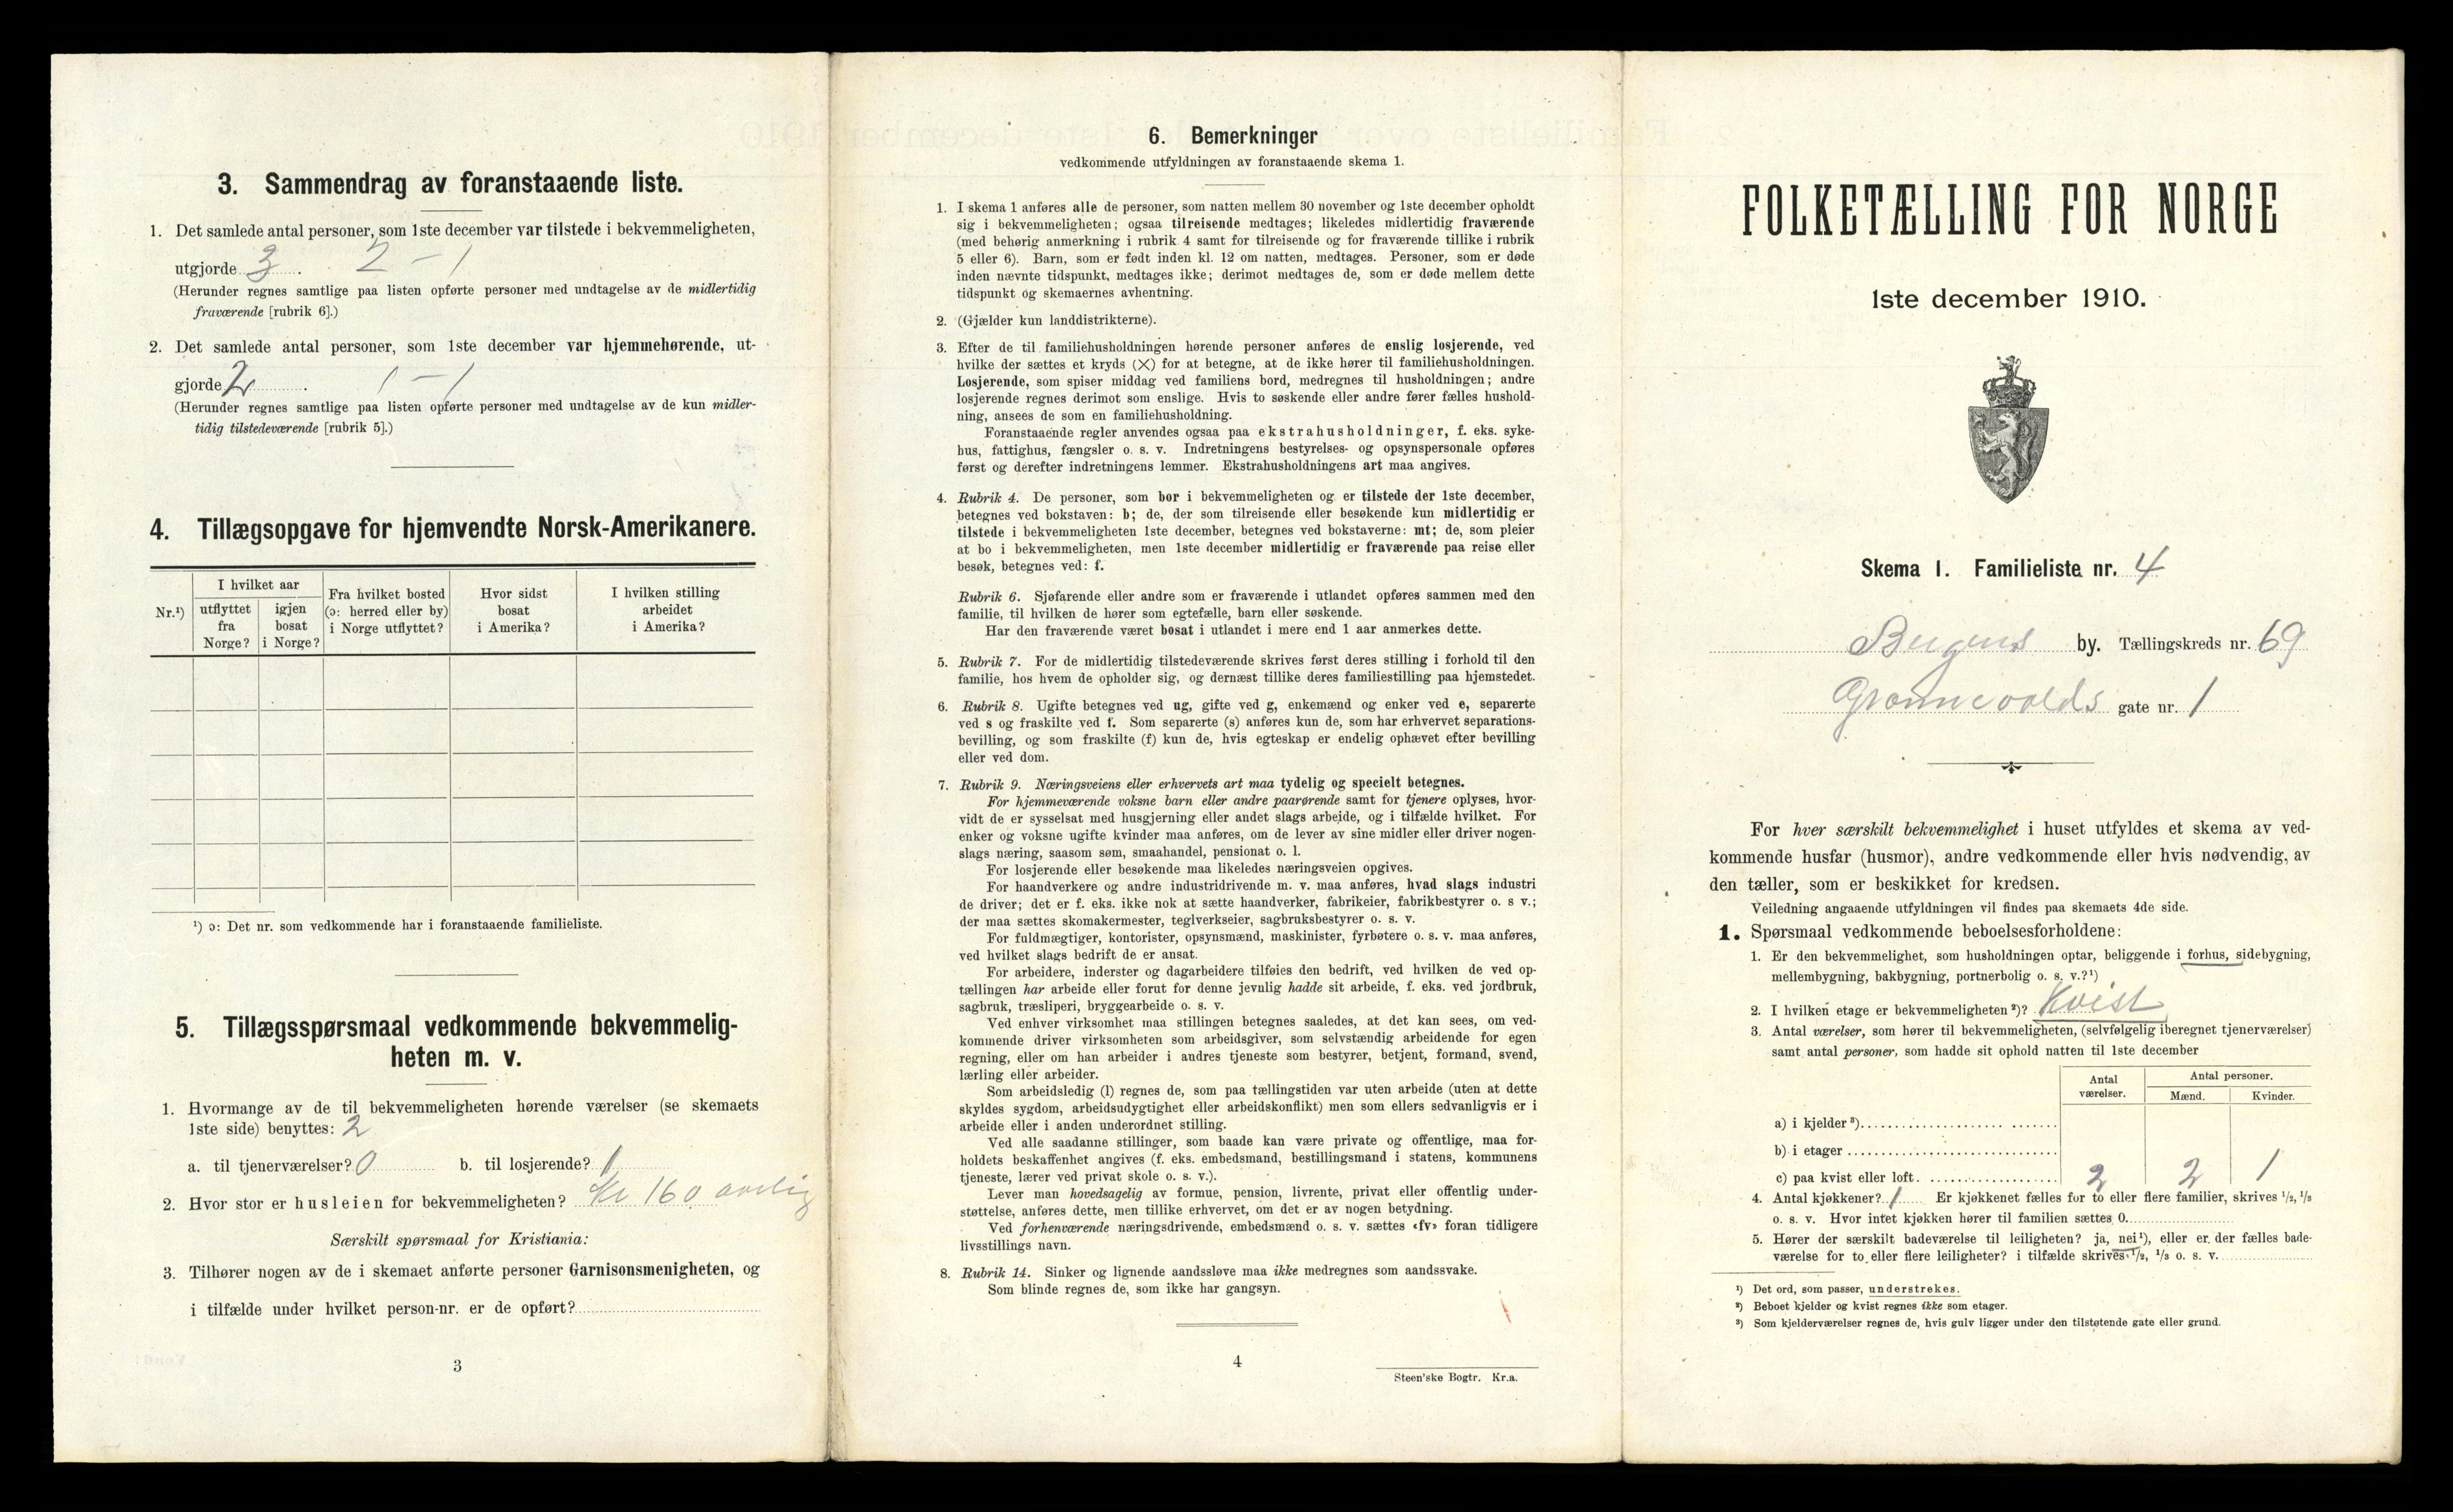 3. Sammendrag av foranstaaende liste.
1. Det samlede antal personer, som 1ste december var tilstede i bekvemmeligheten,
utgjorde 3. 2 - 1
(Herunder regnes samtlige paa listen opførte personer med undtagelse av de midlertidig
fraværende [rubrik 6].)
2. Det samlede antal personer, som 1ste december var hjemmehørende, ut-
gjorde 2. 1 - 1
(Herunder regnes samtlige paa listen opførte personer med undtagelse av de kun midler-
tidig tilstedeværende [rubrik 5].)
4. Tillægsopgave for hjemvendte Norsk-Amerikanere.
Nr.¹)
I hvilket aar
utflyttet
fra
Norge?
igjen
bosat
i Norge?
Fra hvilket bosted
(ɔ: herred eller by)
i Norge utflyttet?
Hvor sidst
bosat
i Amerika?
I hvilken stilling
arbeidet
i Amerika?
¹) ɔ: Det nr. som vedkommende har i foranstaaende familieliste.
5. Tillægsspørsmaal vedkommende bekvemmelig-
heten m. v.
1. Hvormange av de til bekvemmeligheten hørende værelser (se skemaets
1ste side) benyttes: 2
a. til tjenerværelser? 0 b. til losjerende? 1
2. Hvor stor er husleien for bekvemmeligheten? Kr 160 aarlig
Særskilt spørsmaal for Kristiania:
3. Tilhører nogen av de i skemaet anførte personer Garnisonsmenigheten, og
i tilfælde under hvilket person-nr. er de opført?
3
6. Bemerkninger
vedkommende utfyldningen av foranstaaende skema 1.
1. I skema 1 anføres alle de personer, som natten mellem 30 november og 1ste december opholdt
sig i bekvemmeligheten; ogsaa tilreisende medtages; likeledes midlertidig fraværende
(med behørig anmerkning i rubrik 4 samt for tilreisende og for fraværende tillike i rubrik
5 eller 6). Barn, som er født inden kl. 12 om natten, medtages. Personer, som er døde
inden nævnte tidspunkt, medtages ikke; derimot medtages de, som er døde mellem dette
tidspunkt og skemaernes avhentning.
2. (Gjælder kun landdistrikterne).
3. Efter de til familiehusholdningen hørende personer anføres de enslig losjerende, ved
hvilke der sættes et kryds (X) for at betegne, at de ikke hører til familiehusholdningen.
Losjerende, som spiser middag ved familiens bord, medregnes til husholdningen; andre
losjerende regnes derimot som enslige. Hvis to søskende eller andre fører fælles hushold-
ning, ansees de som en familiehusholdning.
Foranstaaende regler anvendes ogsaa paa ekstrahusholdninger, f. eks. syke-
hus, fattighus, fængsler o. s. v. Indretningens bestyrelses- og opsynspersonale opføres
først og derefter indretningens lemmer. Ekstrahusholdningens art maa angives.
4. Rubrik 4. De personer, som bor i bekvemmeligheten og er tilstede der 1ste december,
betegnes ved bokstaven: b; de, der som tilreisende eller besøkende kun midlertidig er
tilstede i bekvemmeligheten 1ste december, betegnes ved bokstaverne: mt; de, som pleier
at bo i bekvemmeligheten, men 1ste december midlertidig er fraværende paa reise eller
besøk, betegnes ved: f.
Rubrik 6. Sjøfarende eller andre som er fraværende i utlandet opføres sammen med den
familie, til hvilken de hører som egtefælle, barn eller søskende.
Har den fraværende været bosat i utlandet i mere end 1 aar anmerkes dette.
5. Rubrik 7. For de midlertidig tilstedeværende skrives først deres stilling i forhold til den
familie, hos hvem de opholder sig, og dernæst tillike deres familiestilling paa hjemstedet.
6. Rubrik 8. Ugifte betegnes ved ug, gifte ved g, enkemænd og enker ved e, separerte
ved s og fraskilte ved f. Som separerte (s) anføres kun de, som har erhvervet separations-
bevilling, og som fraskilte (f) kun de, hvis egteskap er endelig ophævet efter bevilling
eller ved dom.
7. Rubrik 9. Næringsveiens eller erhvervets art maa tydelig og specielt betegnes.
For hjemmeværende voksne barn eller andre paarørende samt for tjenere oplyses, hvor-
vidt de er sysselsat med husgjerning eller andet slags arbeide, og i tilfælde hvilket. For
enker og voksne ugifte kvinder maa anføres, om de lever av sine midler eller driver nogen-
slags næring, saasom søm, smaahandel, pensionat o. l.
For losjerende eller besøkende maa likeledes næringsveien opgives.
For haandverkere og andre industridrivende m. v. maa anføres, hvad slags industri
de driver; det er f. eks. ikke nok at sætte haandverker, fabrikeier, fabrikbestyrer o. s v.;
der maa sættes skomakermester, teglverkseier, sagbruksbestyrer o. s. v.
For fuldmægtiger, kontorister, opsynsmænd, maskinister, fyrbøtere o. s. v. maa anføres,
ved hvilket slags bedrift de er ansat.
For arbeidere, inderster og dagarbeidere tilføies den bedrift, ved hvilken de ved op-
tællingen har arbeide eller forut for denne jevnlig hadde sit arbeide, f. eks. ved jordbruk,
sagbruk, træsliperi, bryggearbeide o. s. v.
Ved enhver virksomhet maa stillingen betegnes saaledes, at det kan sees, om ved-
kommende driver virksomheten som arbeidsgiver, som selvstændig arbeidende for egen
regning, eller om han arbeider i andres tjeneste som bestyrer, betjent, formand, svend,
lærling eller arbeider.
Som arbeidsledig (l) regnes de, som paa tællingstiden var uten arbeide (uten at dette
skyldes sygdom, arbeidsudygtighet eller arbeidskonflikt) men som ellers sedvanligvis er i
arbeide eller i anden underordnet stilling.
Ved alle saadanne stillinger, som baade kan være private og offentlige, maa for-
holdets beskaffenhet angives (f. eks. embedsmand, bestillingsmand i statens, kommunens
tjeneste, lærer ved privat skole o. s. v.).
Lever man hovedsagelig av formue, pension, livrente, privat eller offentlig under-
støttelse, anføres dette, men tillike erhvervet, om det er av nogen betydning.
Ved forhenværende næringsdrivende, embedsmænd o. s. v. sættes «fv» foran tidligere
livsstillings navn.
8. Rubrik 14. Sinker og lignende aandssløve maa ikke medregnes som aandssvake.
Som blinde regnes de, som ikke har gangsyn.
4
Steen'ske Bogtr. Kr.a.
FOLKETÆLLING FOR NORGE
1ste december 1910.
Skema 1. Familieliste nr. 4
Bergens by. Tællingskreds nr. 69
Grønnevolds gate nr. 1
For hver særskilt bekvemmelighet i huset utfyldes et skema av ved-
kommende husfar (husmor), andre vedkommende eller hvis nødvendig, av
den tæller, som er beskikket for kredsen.
Veiledning angaaende utfyldningen vil findes paa skemaets 4de side.
1. Spørsmaal vedkommende beboelsesforholdene:
1. Er den bekvemmelighet, som husholdningen optar, beliggende i forhus, sidebygning,
mellembygning, bakbygning, portnerbolig o. s. v.?¹)
2. I hvilken etage er bekvemmeligheten²)? Kvist
3. Antal værelser, som hører til bekvemmeligheten, (selvfølgelig iberegnet tjenerværelser)
samt antal personer, som hadde sit ophold natten til 1ste december
Antal
værelser.
Antal personer.
Mænd. Kvinder.
a) i kjelder³)
b) i etager
c) paa kvist eller loft. 2 2 1
4. Antal kjøkkener? 1 Er kjøkkenet fælles for to eller flere familier, skrives ¹/₂, ¹/₃
o. s. v. Hvor intet kjøkken hører til familien sættes 0.
5. Hører der særskilt badeværelse til leiligheten? ja, nei¹), eller er der fælles bade-
værelse for to eller flere leiligheter? i tilfælde skrives ¹/₂, ¹/₃ o. s. v.
¹) Det ord, som passer, understrekes.
²) Beboet kjelder og kvist regnes ikke som etager.
³) Som kjelderværelser regnes de, hvis gulv ligger under den tilstøtende gate eller grund.